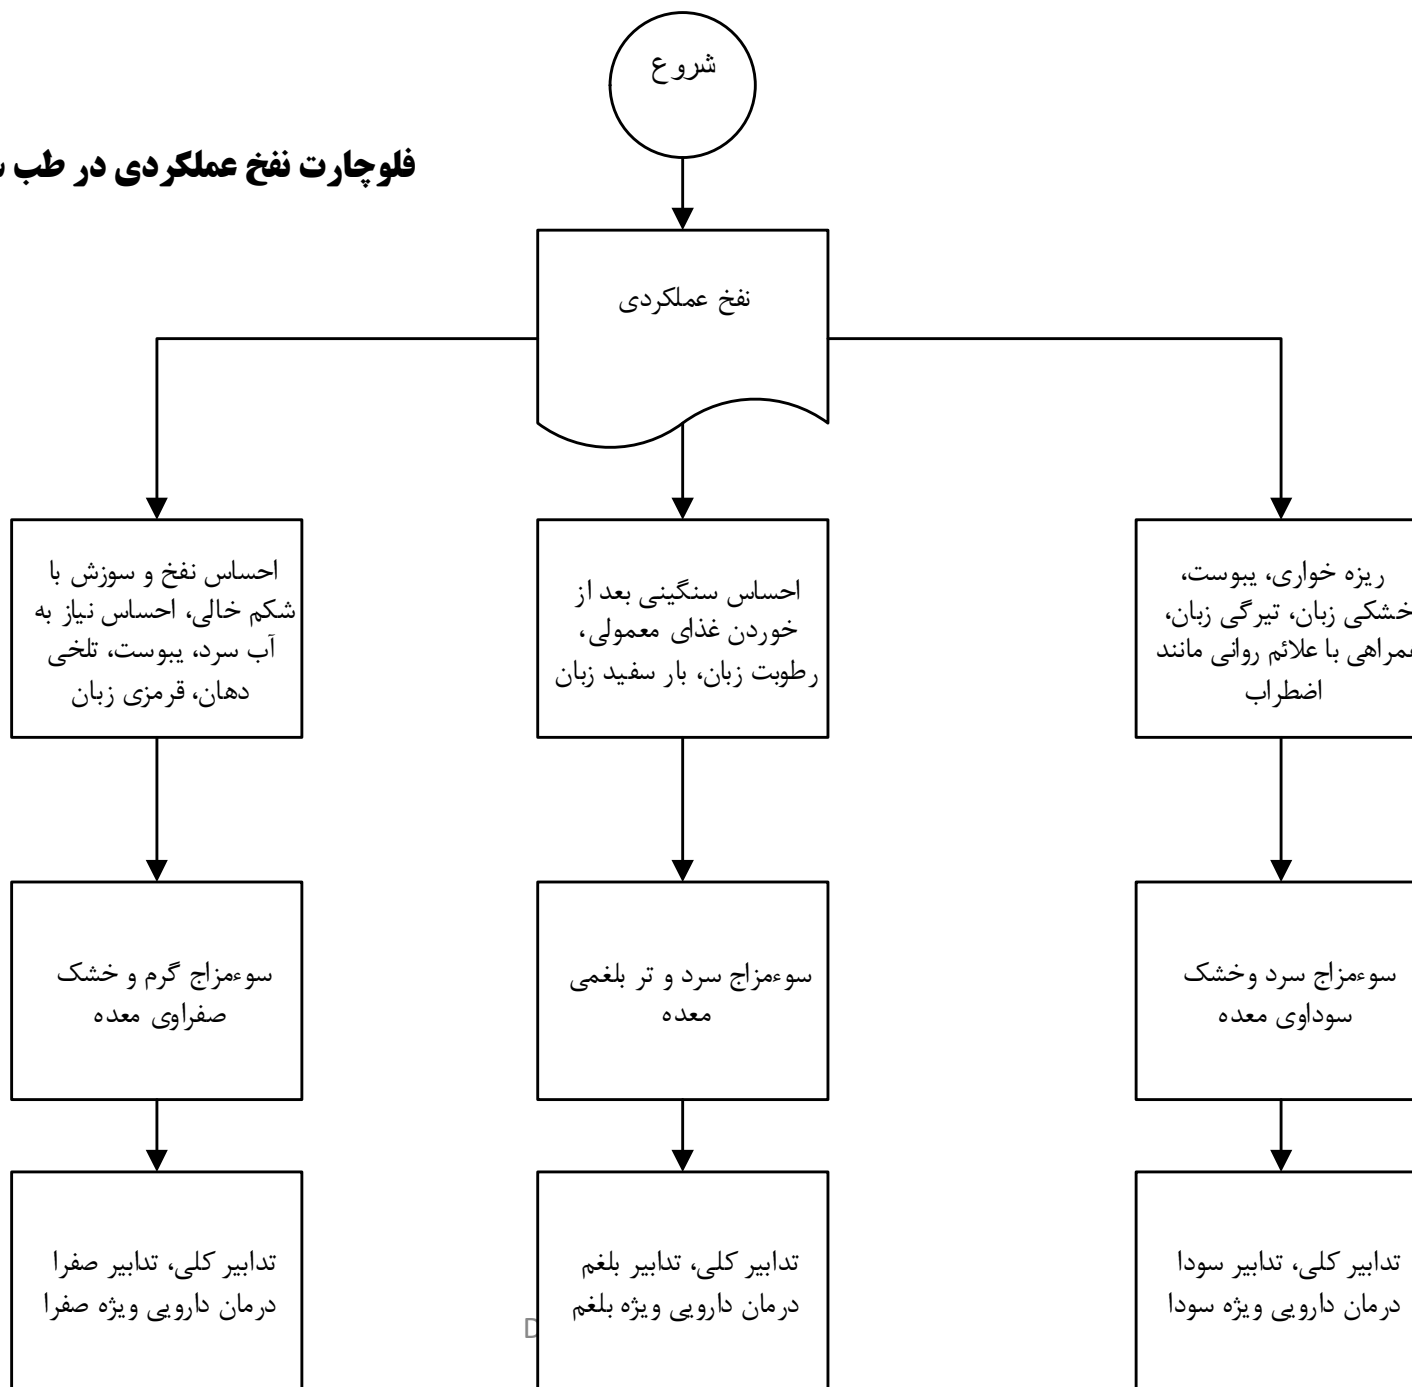 شروع
فلوچارت نفخ عملکردی در طب
نفخ عملکردی
ریزه خواری، یبوست،
خشکی زبان، تیرگی زبان،
همراهی با علائم روانی مانند
اضطراب
احساس سنگینی بعد از
خوردن غذای معمولی،
رطوبت زبان، بار سفید زبان
احساس نفخ و سوزش با
شکم خالی، احساس نیاز به
آب سرد، یبوست، تلخی
دهان، قرمزی زبان
سوءمزاج سرد وخشک
سوداوی معده
سوءمزاج سرد و تر بلغمی
معده
سوءمزاج گرم و خشک
صفراوی معده
تدابیر کلی، تدابیر سودا
درمان دارویی ویژه سودا
تدابیر کلی، تدابیر بلغم
درمان دارویی ویژه بلغم
تدابیر کلی، تدابیر صفرا
درمان دارویی ویژه صفرا